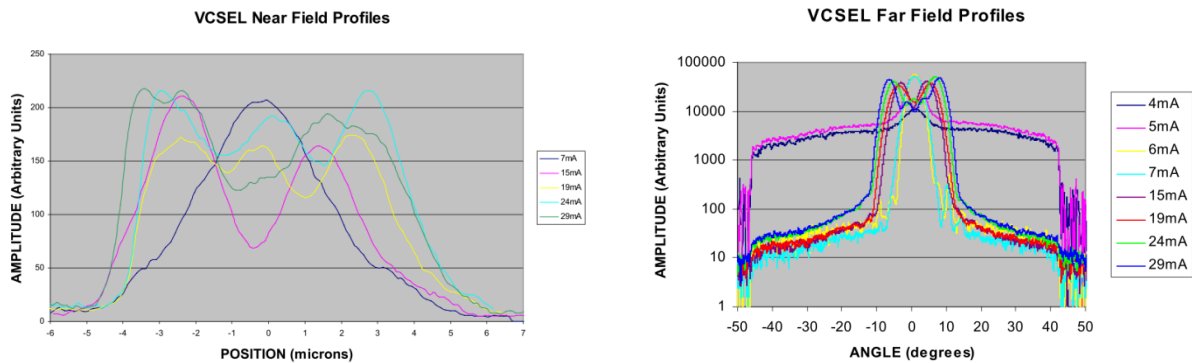 VCSEL Near Field Profiles
AMPLITUDE (Arbitrary Units)
250
200
150
100
50
0
-6 -5 -4 -3 -2 -1 0 1 2 3 4 5 6 7
POSITION (microns)
7mA
15mA
19mA
24mA
29mA
VCSEL Far Field Profiles
AMPLITUDE (Arbitrary Units)
100000
10000
1000
100
10
1
-50 -40 -30 -20 -10 0 10 20 30 40 50
ANGLE (degrees)
4mA
5mA
6mA
7mA
15mA
19mA
24mA
29mA